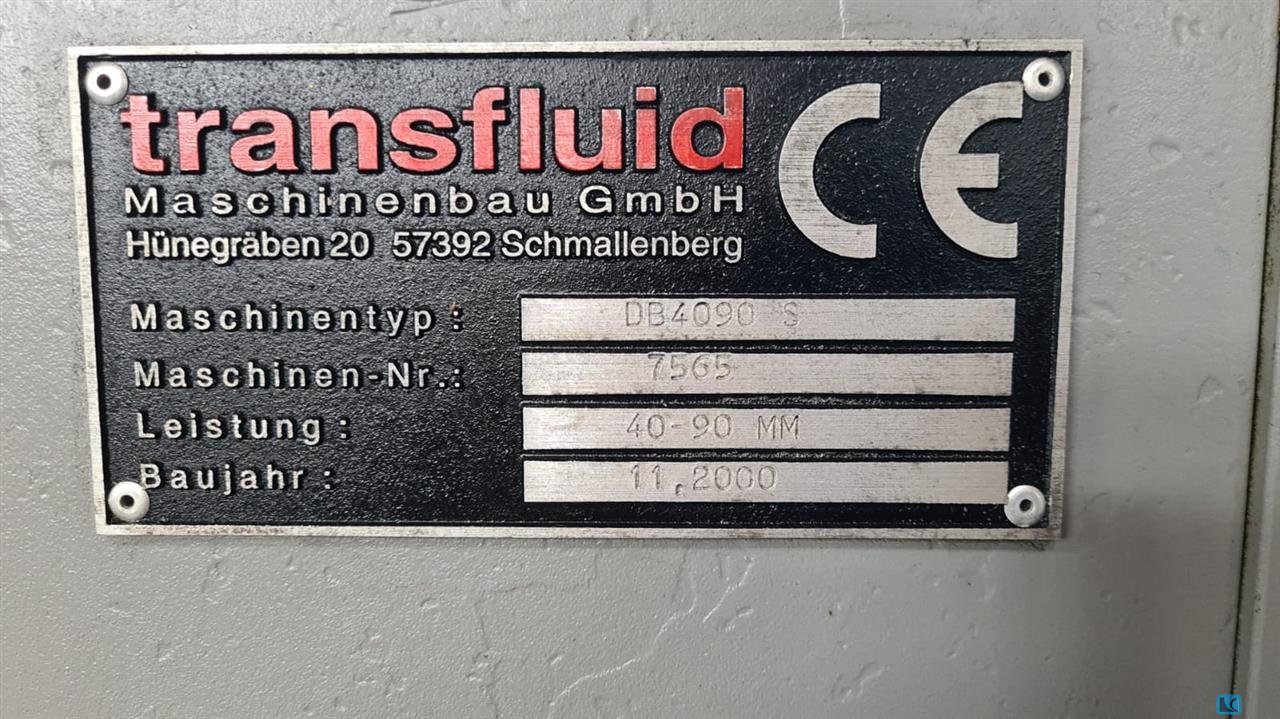 transfluid
Maschinenbau GmbH
Hünegräben 20 57392 Schmallenberg
CE
Maschinentyp : DB4090 S
Maschinen-Nr.: 7565
Leistung : 40-90 MM
Baujahr : 11,2000